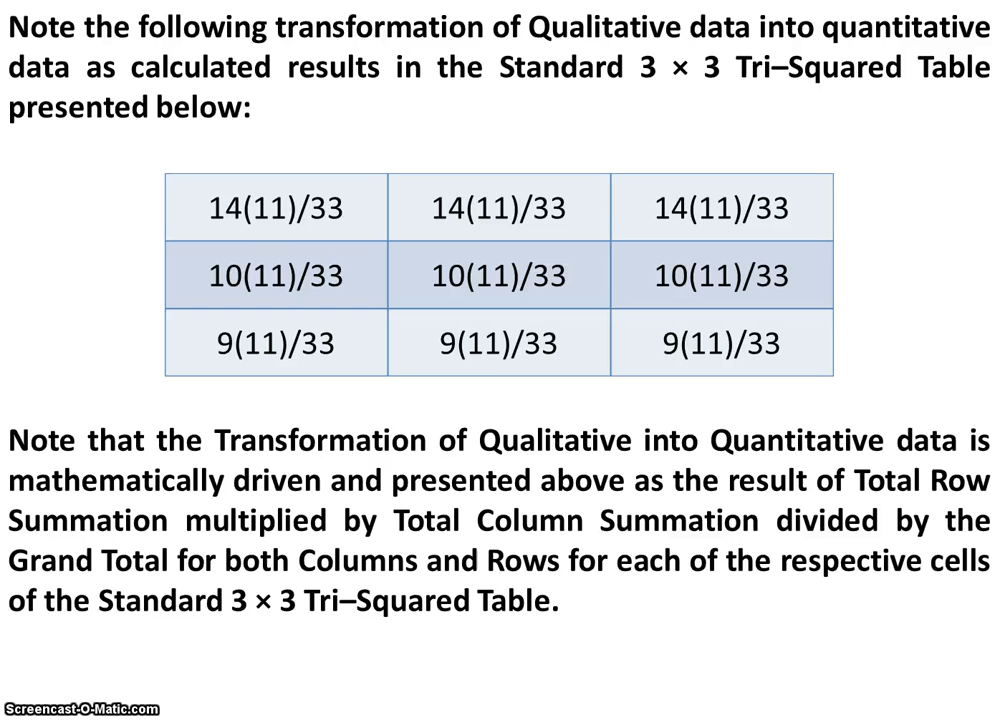 Note the following transformation of Qualitative data into quantitative
data as calculated results in the Standard 3 × 3 Tri–Squared Table
presented below:
14(11)/33 14(11)/33 14(11)/33
10(11)/33 10(11)/33 10(11)/33
9(11)/33 9(11)/33 9(11)/33
Note that the Transformation of Qualitative into Quantitative data is
mathematically driven and presented above as the result of Total Row
Summation multiplied by Total Column Summation divided by the
Grand Total for both Columns and Rows for each of the respective cells
of the Standard 3 × 3 Tri–Squared Table.
Screencast-O-Matic.com